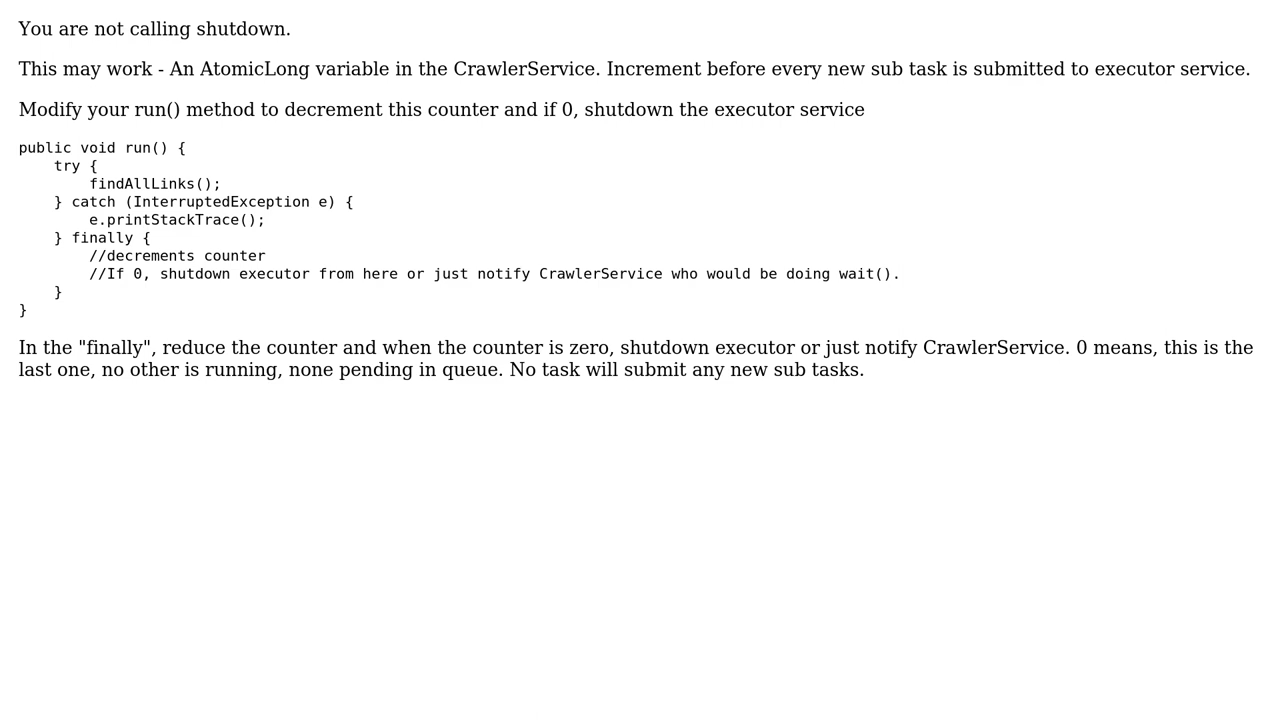 You are not calling shutdown.
This may work - An AtomicLong variable in the CrawlerService. Increment before every new sub task is submitted to executor service.
Modify your run() method to decrement this counter and if 0, shutdown the executor service
public void run() {
    try {
        findAllLinks();
    } catch (InterruptedException e) {
        e.printStackTrace();
    } finally {
        //decrements counter
        //If 0, shutdown executor from here or just notify CrawlerService who would be doing wait().
    }
}
In the "finally", reduce the counter and when the counter is zero, shutdown executor or just notify CrawlerService. 0 means, this is the
last one, no other is running, none pending in queue. No task will submit any new sub tasks.